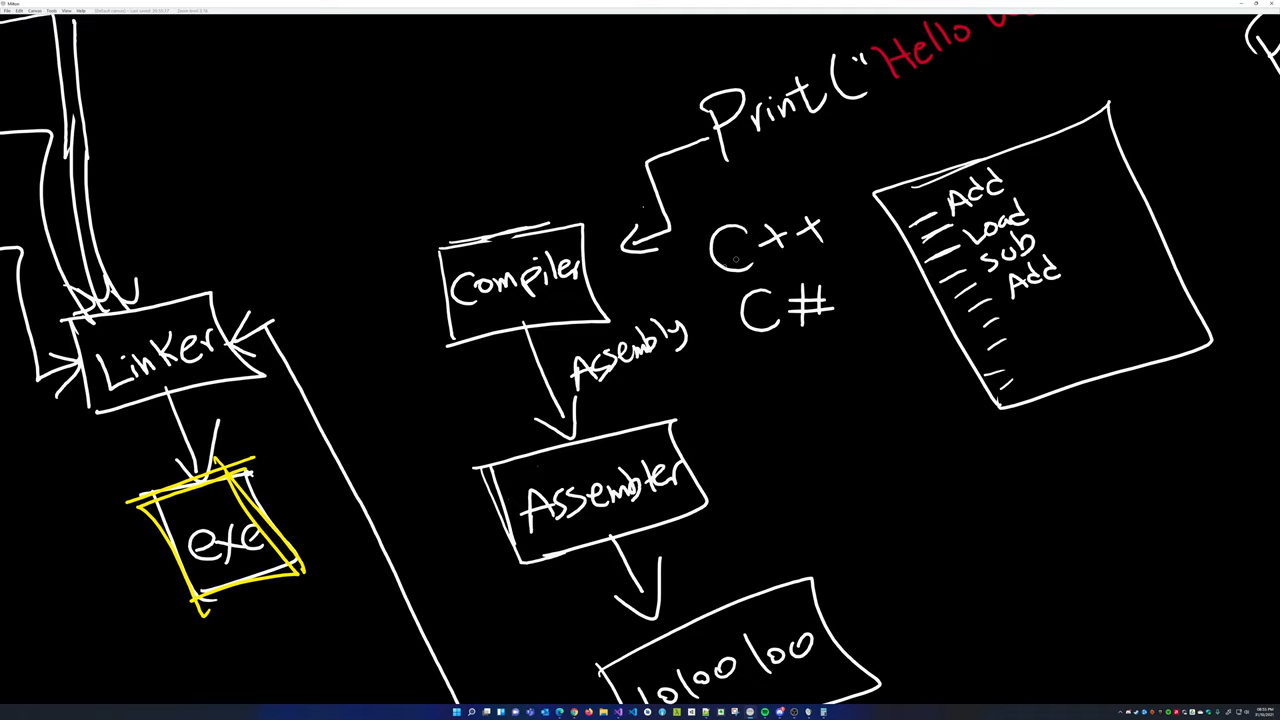 Print("Hello
C++
C#
Compiler
Assembly
Assembler
10100100
Linker
exe
Add
Load
Sub
Add